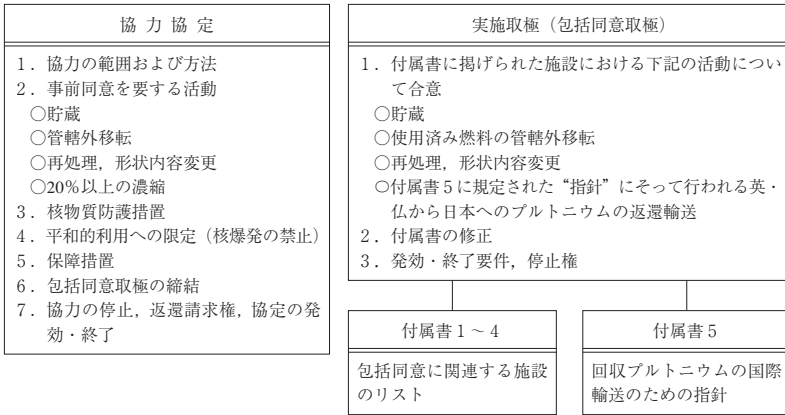 協力協定
1．協力の範囲および方法
2．事前同意を要する活動
○貯蔵
○管轄外移転
○再処理，形状内容変更
○20％以上の濃縮
3．核物質防護措置
4．平和的利用への限定（核爆発の禁止）
5．保障措置
6．包括同意取極の締結
7．協力の停止，返還請求権，協定の発
効・終了
実施取極（包括同意取極）
1．付属書に掲げられた施設における下記の活動につい
て合意
○貯蔵
○使用済み燃料の管轄外移転
○再処理，形状内容変更
○付属書5に規定された“指針”にそって行われる英・
仏から日本へのプルトニウムの返還輸送
2．付属書の修正
3．発効・終了要件，停止権
付属書1～4
包括同意に関連する施設
のリスト
付属書5
回収プルトニウムの国際
輸送のための指針